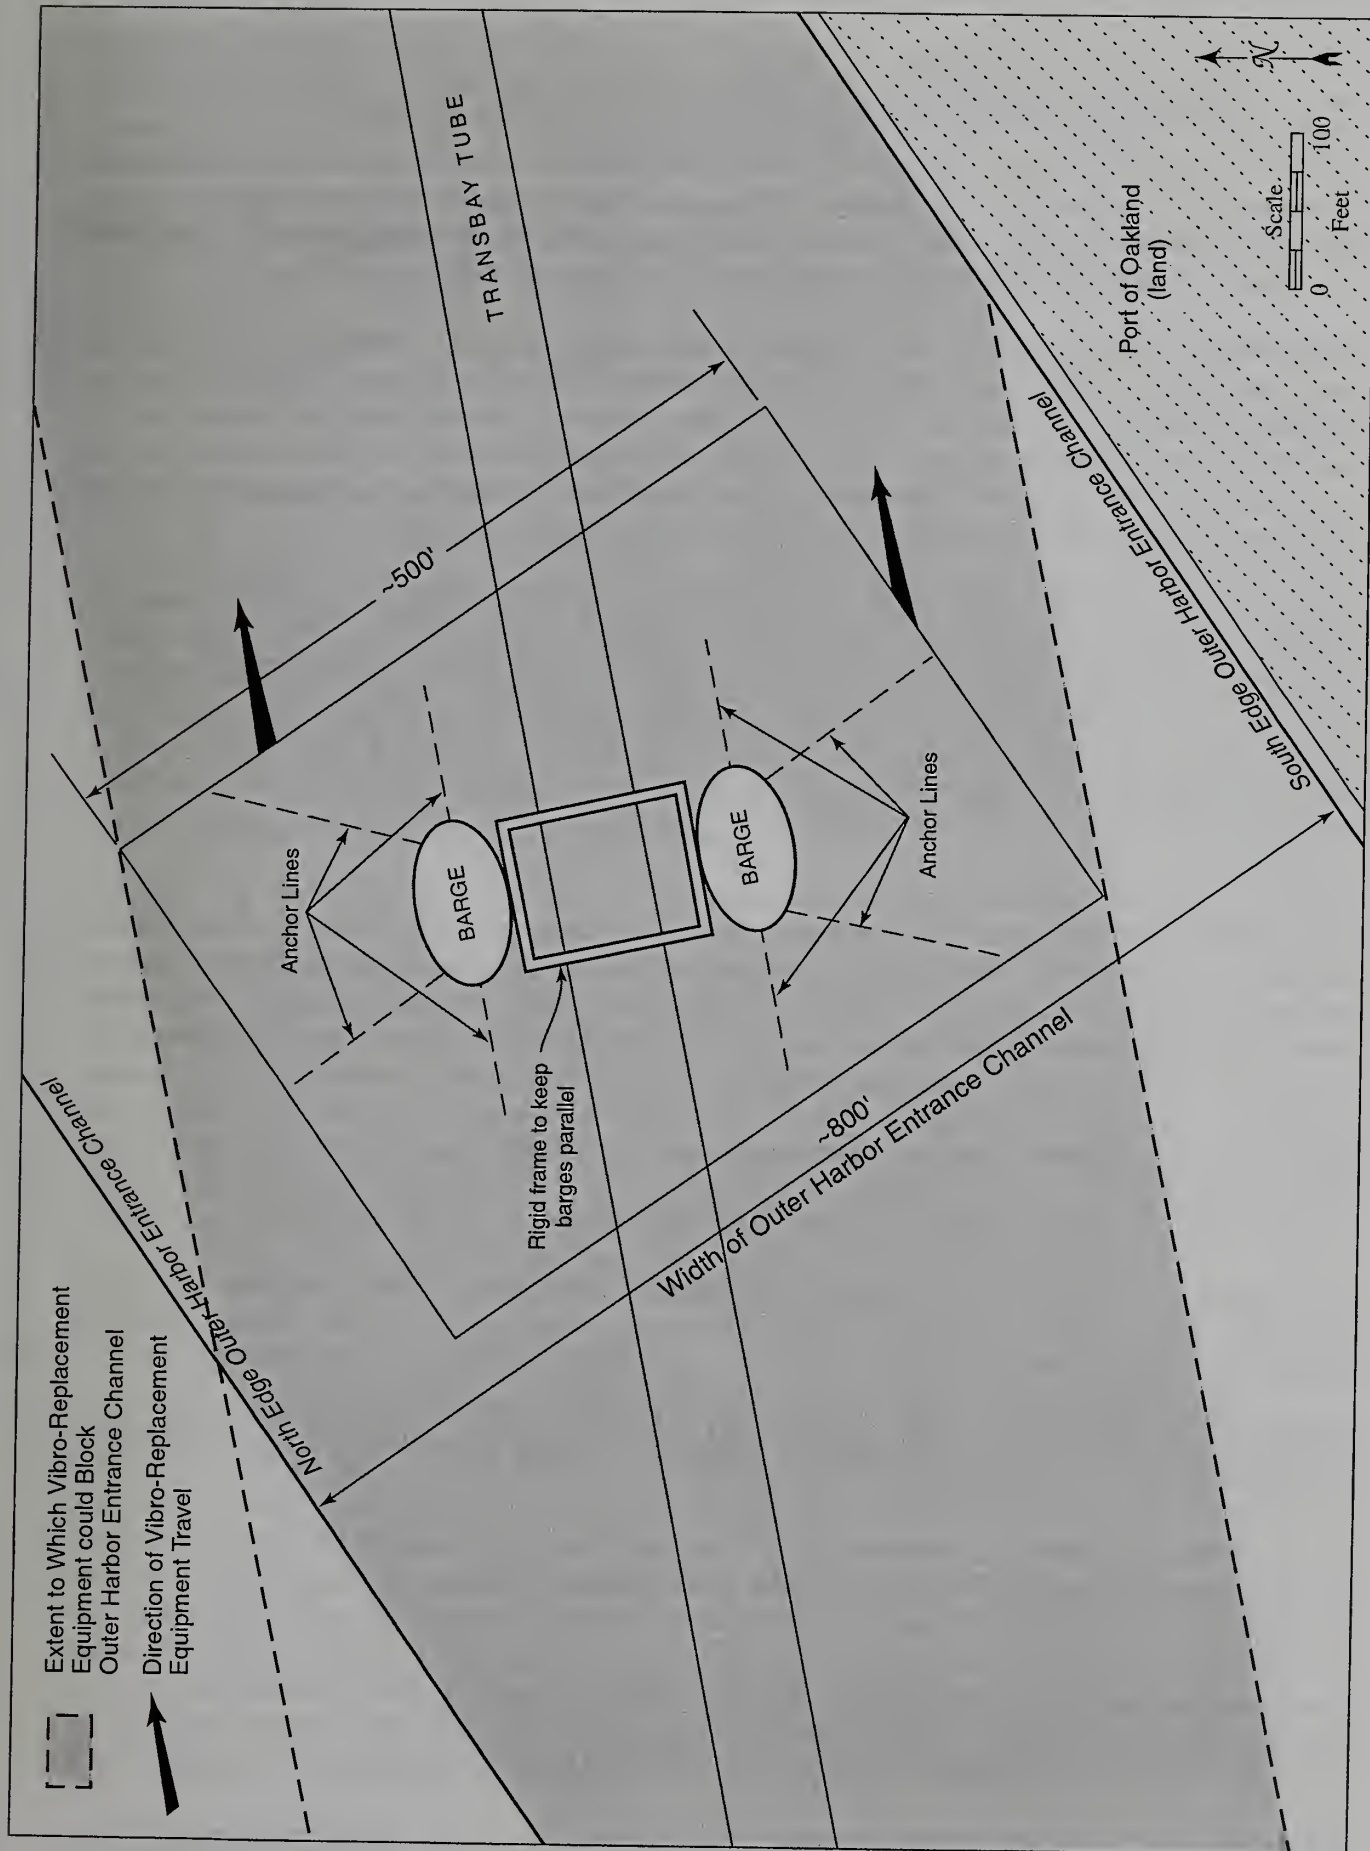 Extent to Which Vibro-Replacement
Equipment could Block
Outer Harbor Entrance Channel
Direction of Vibro-Replacement
Equipment Travel
North Edge Outer Harbor Entrance Channel
~500'
TRANSBAY TUBE
Anchor Lines
BARGE
Rigid frame to keep
barges parallel
BARGE
Anchor Lines
~800'
Width of Outer Harbor Entrance Channel
South Edge Outer Harbor Entrance Channel
Port of Oakland
(land)
N
Scale
0
100
Feet